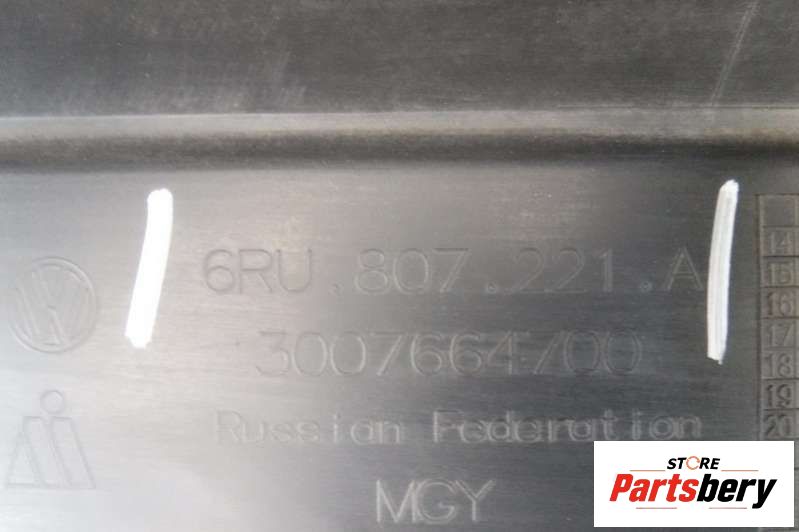 6RU.807.221.A
3007664/00
Russian Federation
MGY
14
15
16
17
18
19
20
STORE
Partsbery